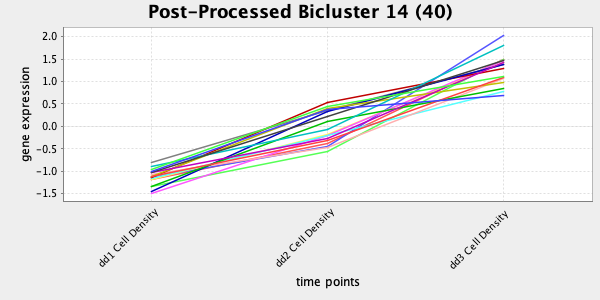 Post-Processed Bicluster 14 (40)
gene expression
2.0
1.5
1.0
0.5
0.0
-0.5
-1.0
-1.5
dd1 Cell Density
dd2 Cell Density
dd3 Cell Density
time points